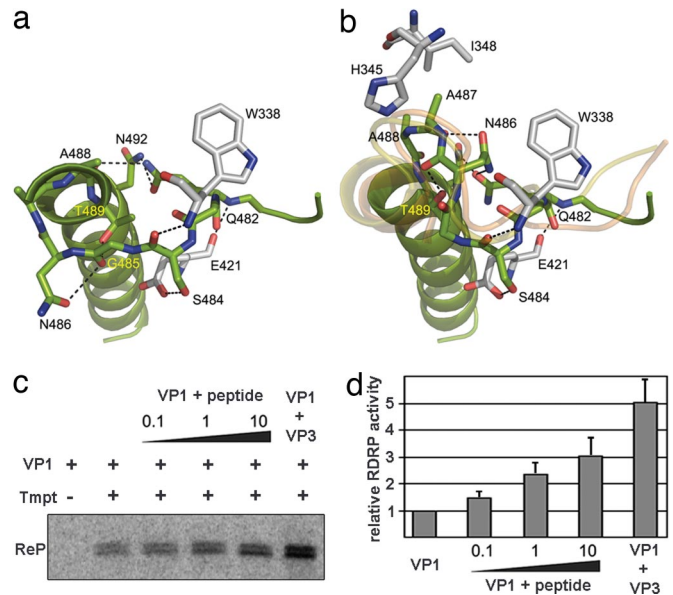 a
b
I348
H345
A487
W338
N492
A488
T489
Q482
G485
E421
N486
S484
N486
W338
A488
T489
Q482
E421
S484
c
VP1 + peptide
VP1
+
VP3
0.1 1 10
VP1 + + + + + +
Tmpt - + + + + +
ReP
d
relative RDRP activity
5
4
3
2
1
VP1 0.1 1 10 VP1
+
VP3
VP1 + peptide